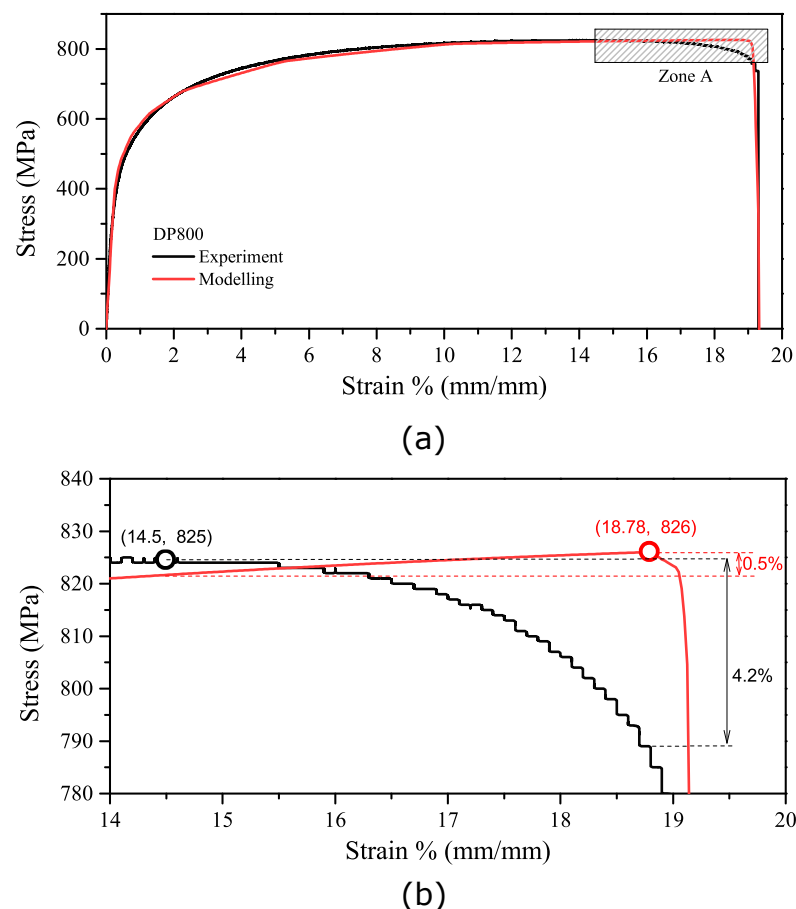 800
600
400
200
0
Stress (MPa)
Zone A
DP800
Experiment
Modelling
0 2 4 6 8 10 12 14 16 18 20
Strain % (mm/mm)
(a)
840
830
820
810
800
790
780
Stress (MPa)
(14.5, 825)
(18.78, 826)
0.5%
4.2%
14 15 16 17 18 19 20
Strain % (mm/mm)
(b)